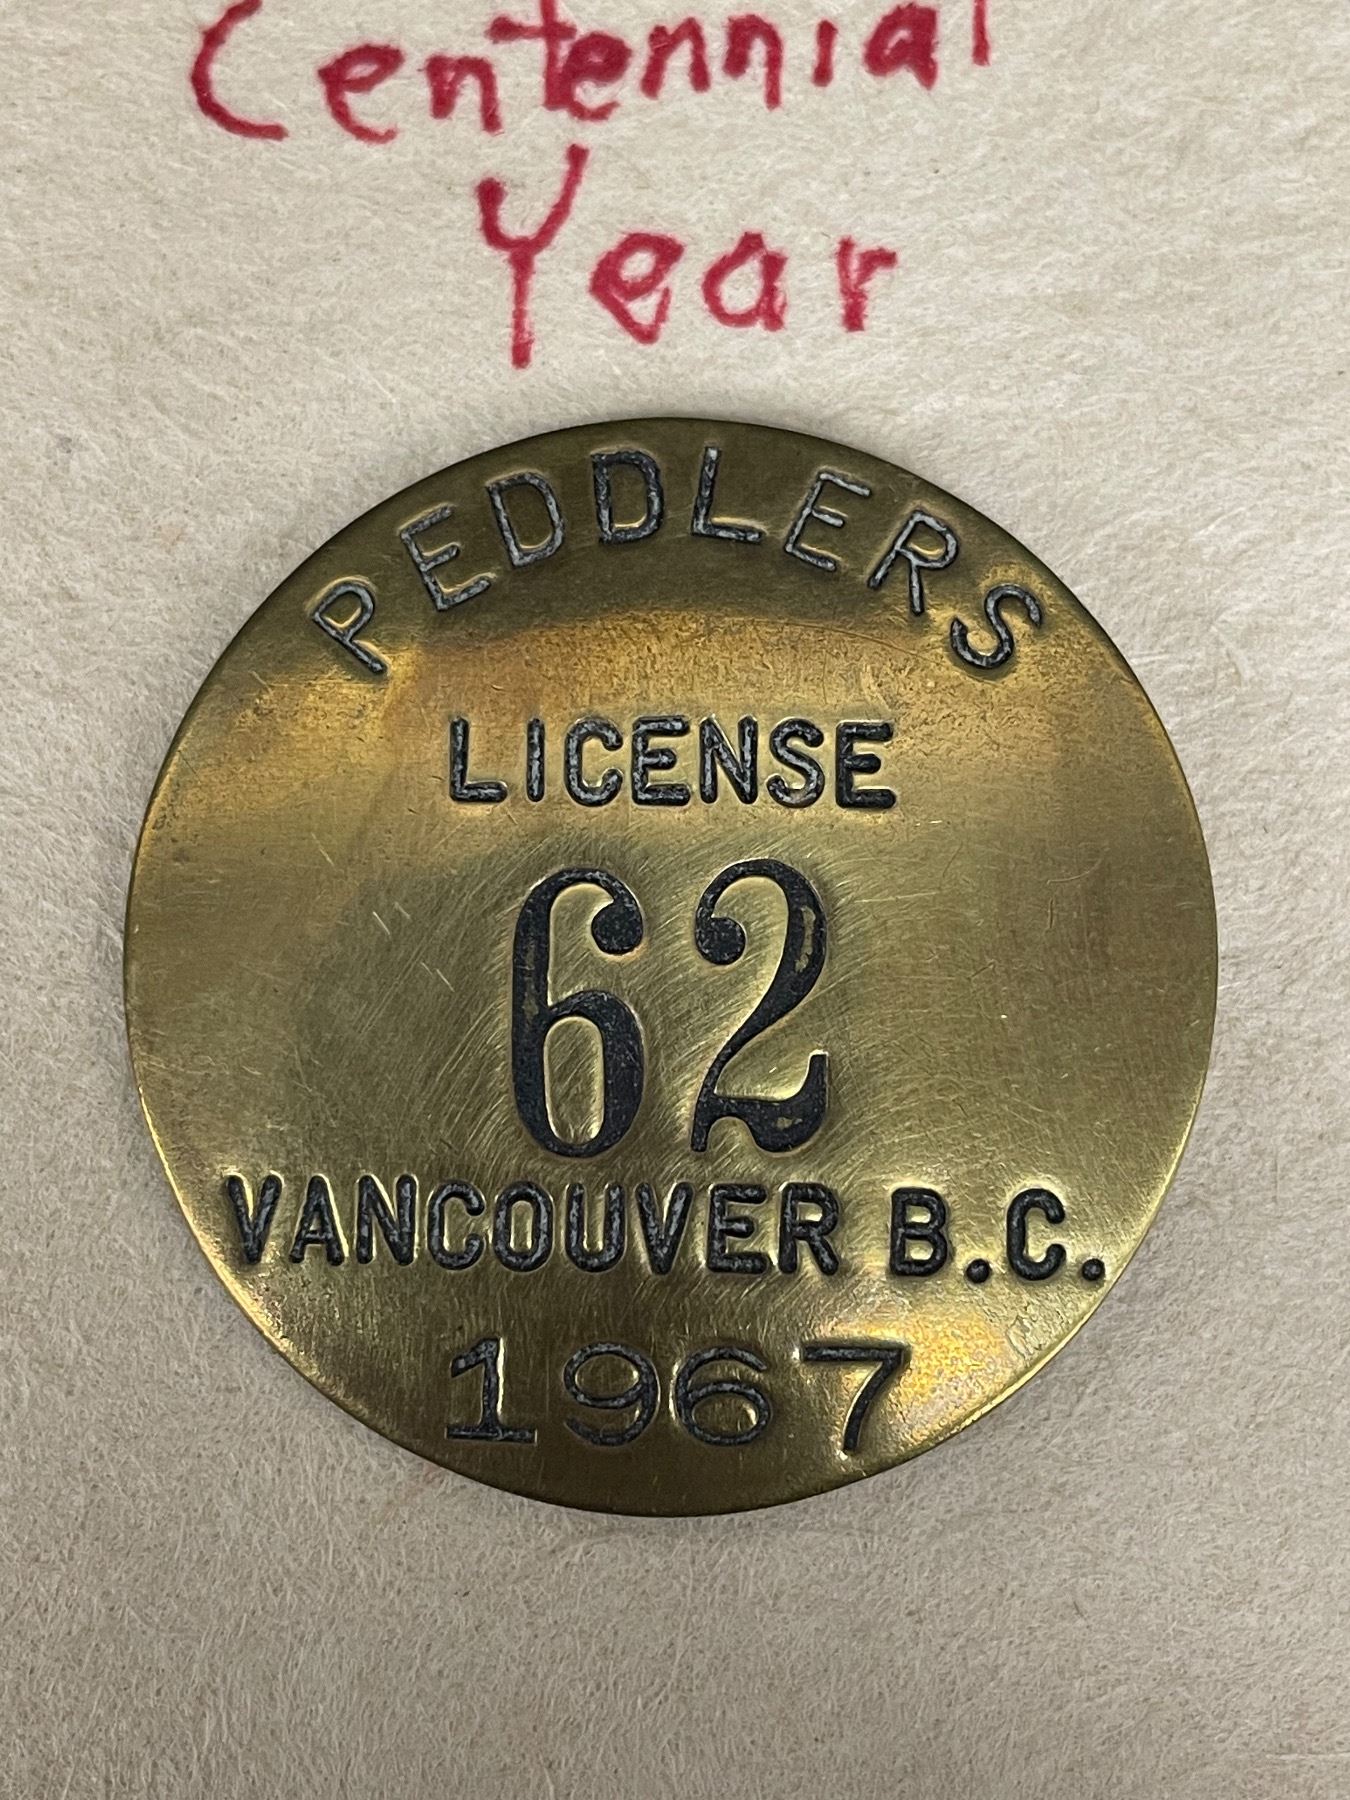 Centennial
Year
PEDDLERS
LICENSE
62
VANCOUVER B.C.
1967